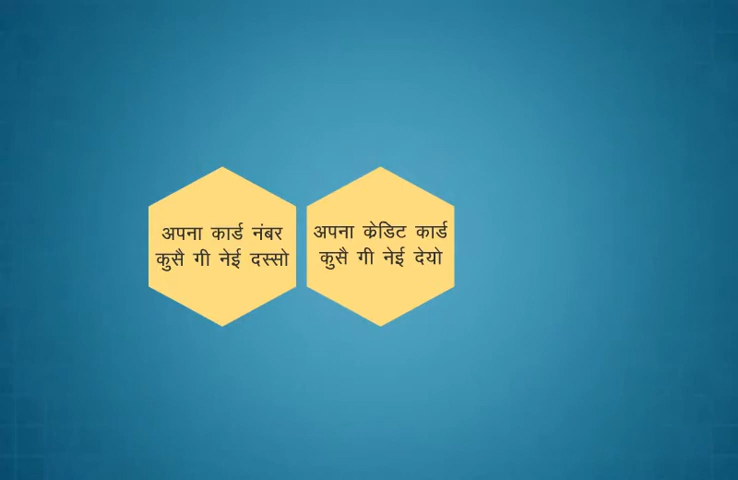 अपना कार्ड नंबर
कुसै गी नेई दस्सो
अपना क्रेडिट कार्ड
कुसै गी नेई देयो